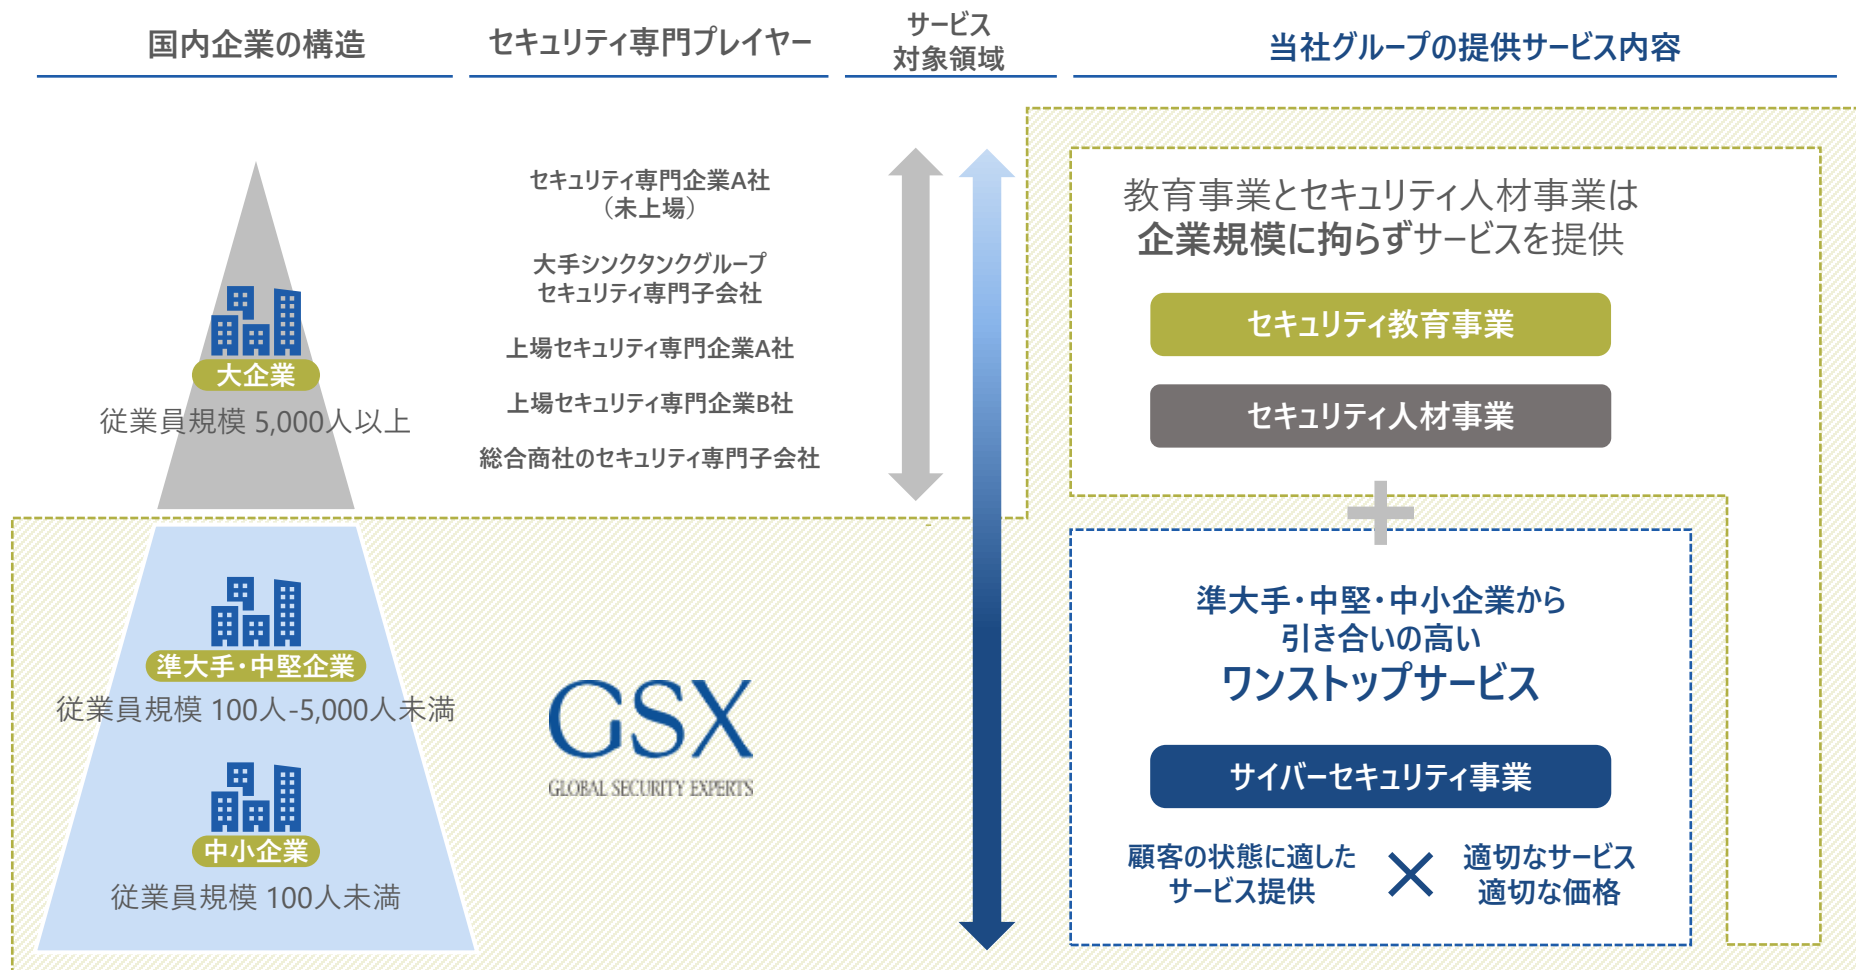 国内企業の構造
セキュリティ専門プレイヤー
サービス
対象領域
当社グループの提供サービス内容
大企業
従業員規模 5,000人以上
準大手・中堅企業
従業員規模 100人-5,000人未満
中小企業
従業員規模 100人未満
セキュリティ専門企業A社
（未上場）
大手シンクタンクグループ
セキュリティ専門子会社
上場セキュリティ専門企業A社
上場セキュリティ専門企業B社
総合商社のセキュリティ専門子会社
GSX
GLOBAL SECURITY EXPERTS
教育事業とセキュリティ人材事業は
企業規模に拘らずサービスを提供
セキュリティ教育事業
セキュリティ人材事業
準大手・中堅・中小企業から
引き合いの高い
ワンストップサービス
サイバーセキュリティ事業
顧客の状態に適した
サービス提供
適切なサービス
適切な価格